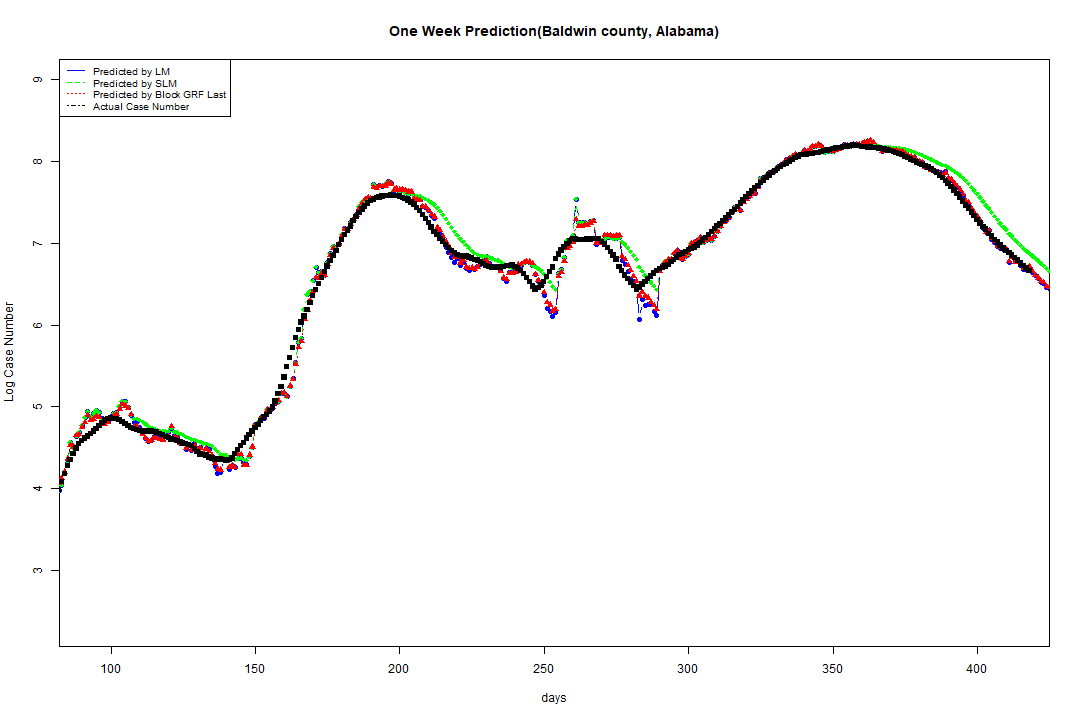 One Week Prediction(Baldwin county, Alabama)
Predicted by LM
Predicted by SLM
Predicted by Block GRF Last
Actual Case Number
Log Case Number
9
8
7
6
5
4
3
100 150 200 250 300 350 400
days